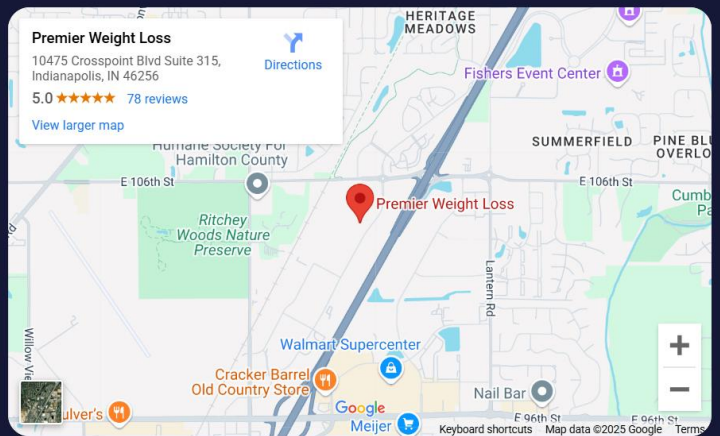 Premier Weight Loss
10475 Crosspoint Blvd Suite 315,
Indianapolis, IN 46256
5.0 ★★★★★ 78 reviews
View larger map
Directions
HERITAGE
MEADOWS
Fishers Event Center
SUMMERFIELD
PINE BLU
OVERLO
Humane Society For
Hamilton County
E 106th St
E 106th St
Cumb
Pa
Premier Weight Loss
Ritchey
Woods Nature
Preserve
Lantern Rd
Willow Vie
Walmart Supercenter
Cracker Barrel
Old Country Store
Nail Bar
ulver's
Google
Meijer
E 96th St
E 96th St
Keyboard shortcuts Map data ©2025 Google Terms